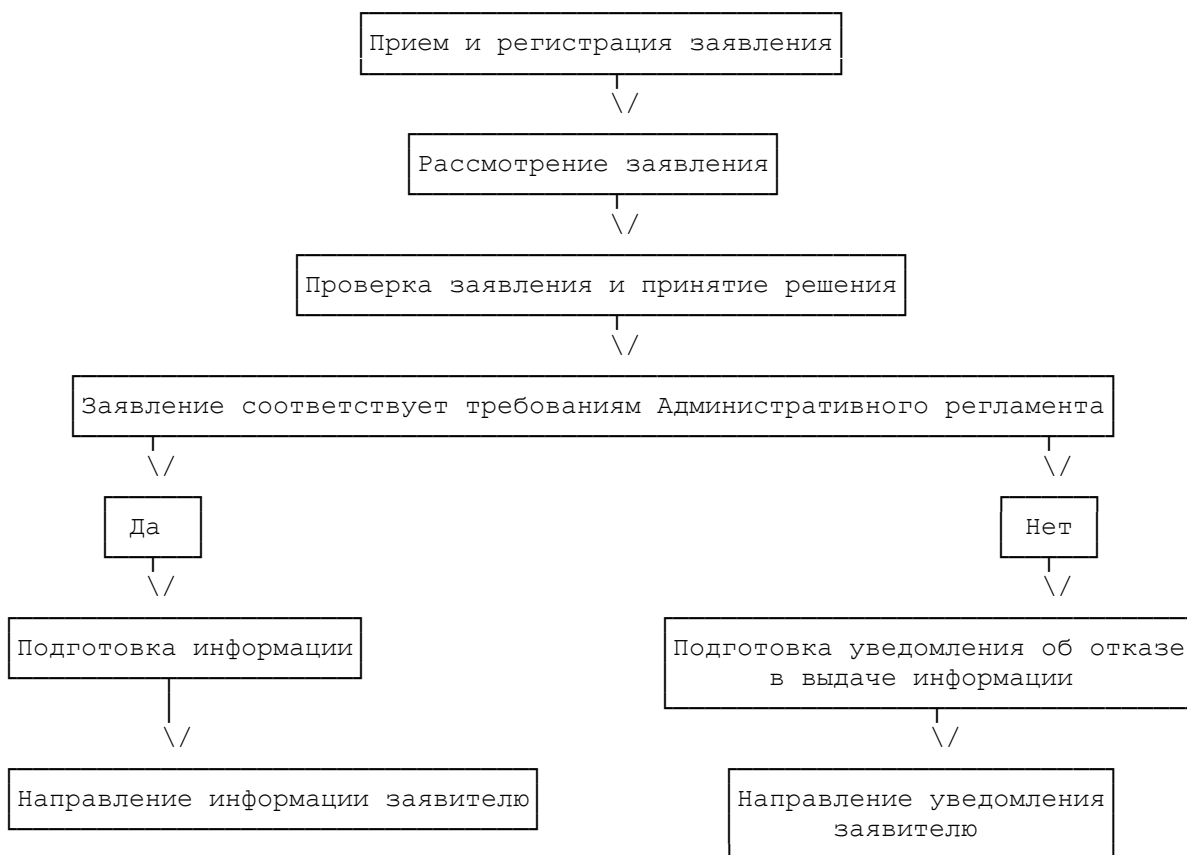 Прием и регистрация заявления
Рассмотрение заявления
Проверка заявления и принятие решения
Заявление соответствует требованиям Административного регламента
Да
Нет
Подготовка информации
Подготовка уведомления об отказе
в выдаче информации
Направление информации заявителю
Направление уведомления
заявителю